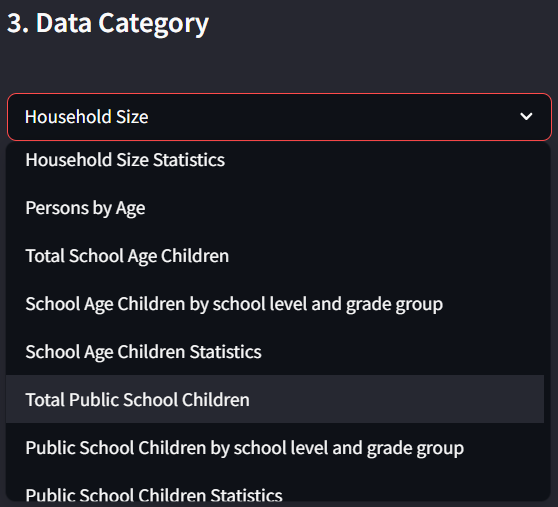 3. Data Category
Household Size
Household Size Statistics
Persons by Age
Total School Age Children
School Age Children by school level and grade group
School Age Children Statistics
Total Public School Children
Public School Children by school level and grade group
Public School Children Statistics